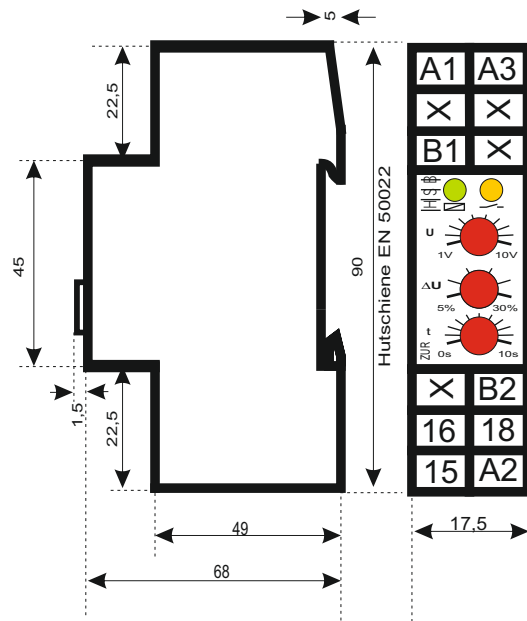 5
22,5
45
1,5
22,5
49
68
90
Hutschiene EN 50022
A1 A3
X X
B1 X
HSB
U
1V 10V
ΔU
5% 30%
t
ZUR
0s 10s
X B2
16 18
15 A2
17,5